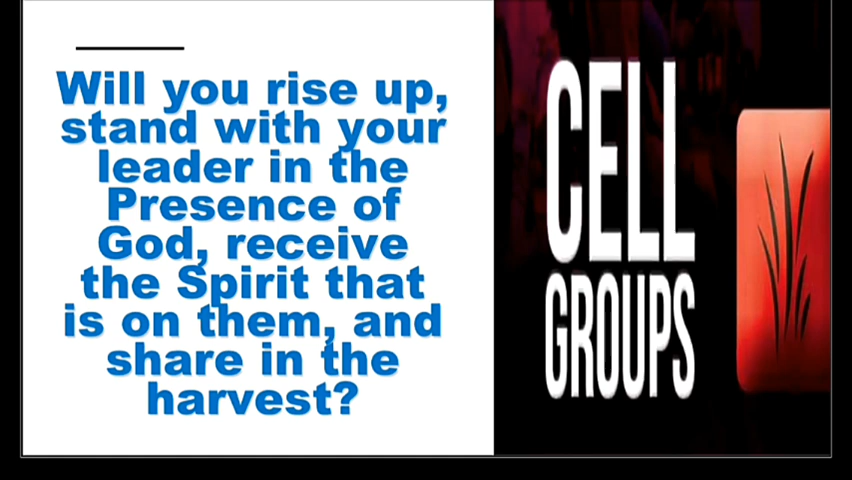 Will you rise up,
stand with your
leader in the
Presence of
God, receive
the Spirit that
is on them, and
share in the
harvest?
CELL
GROUPS